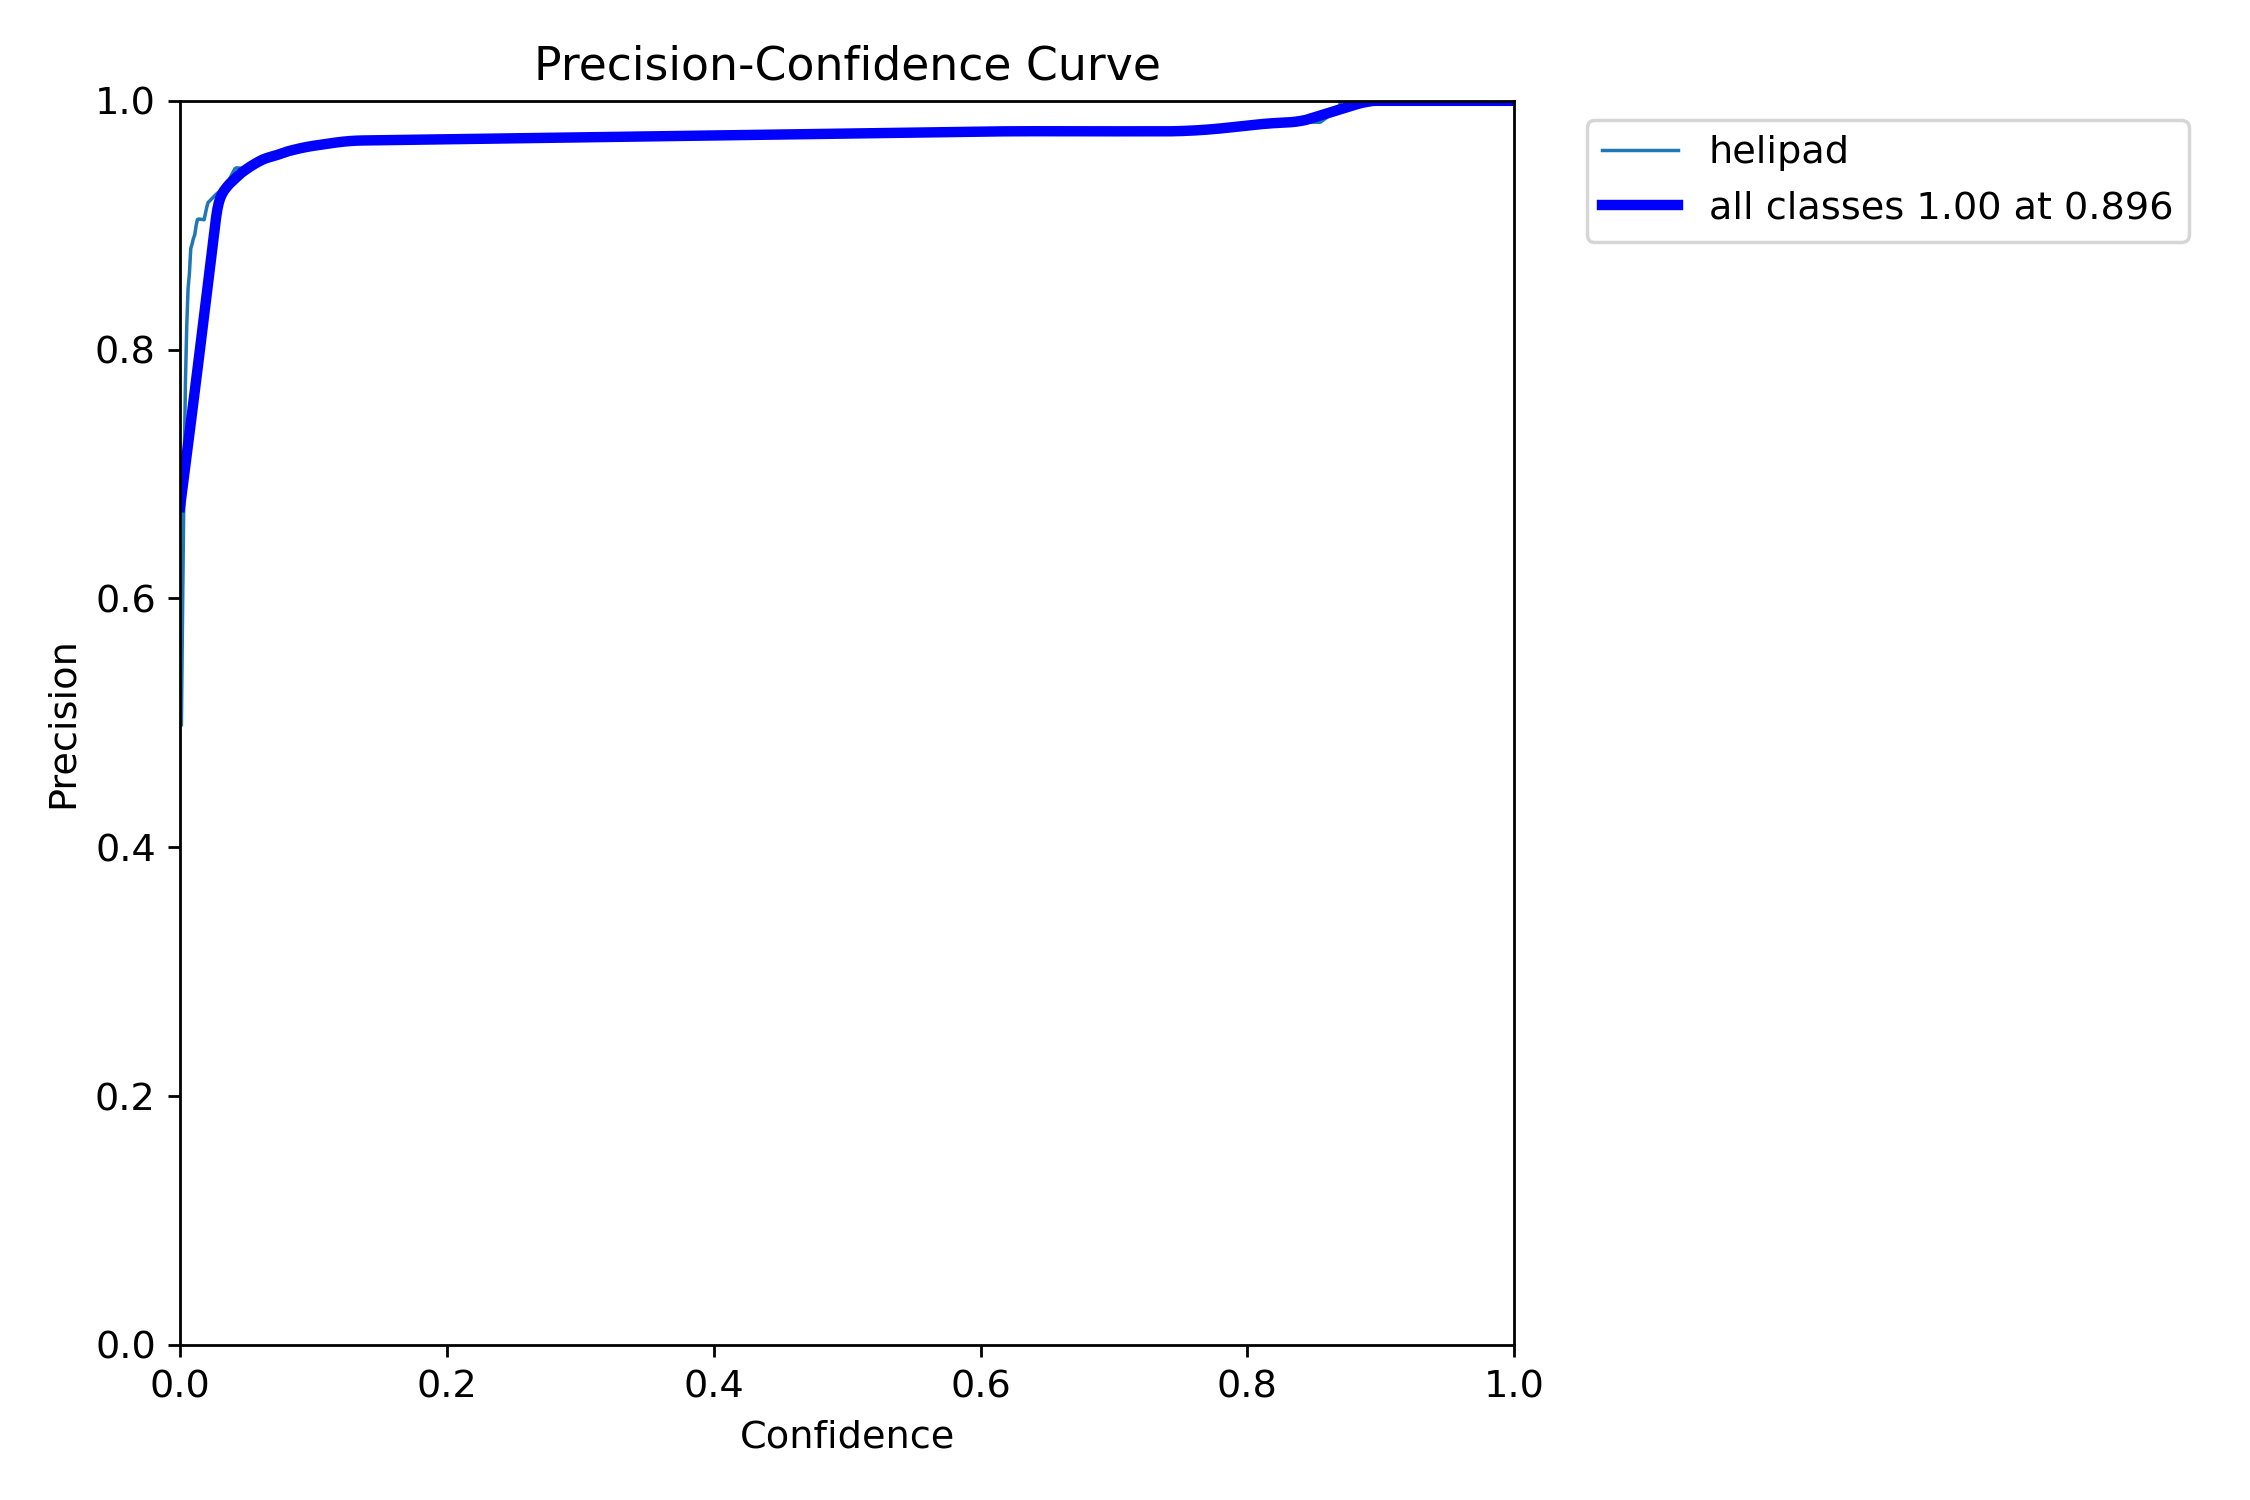 Precision-Confidence Curve
1.0
0.8
0.6
0.4
0.2
0.0
Precision
0.0 0.2 0.4 0.6 0.8 1.0
Confidence
helipad
all classes 1.00 at 0.896